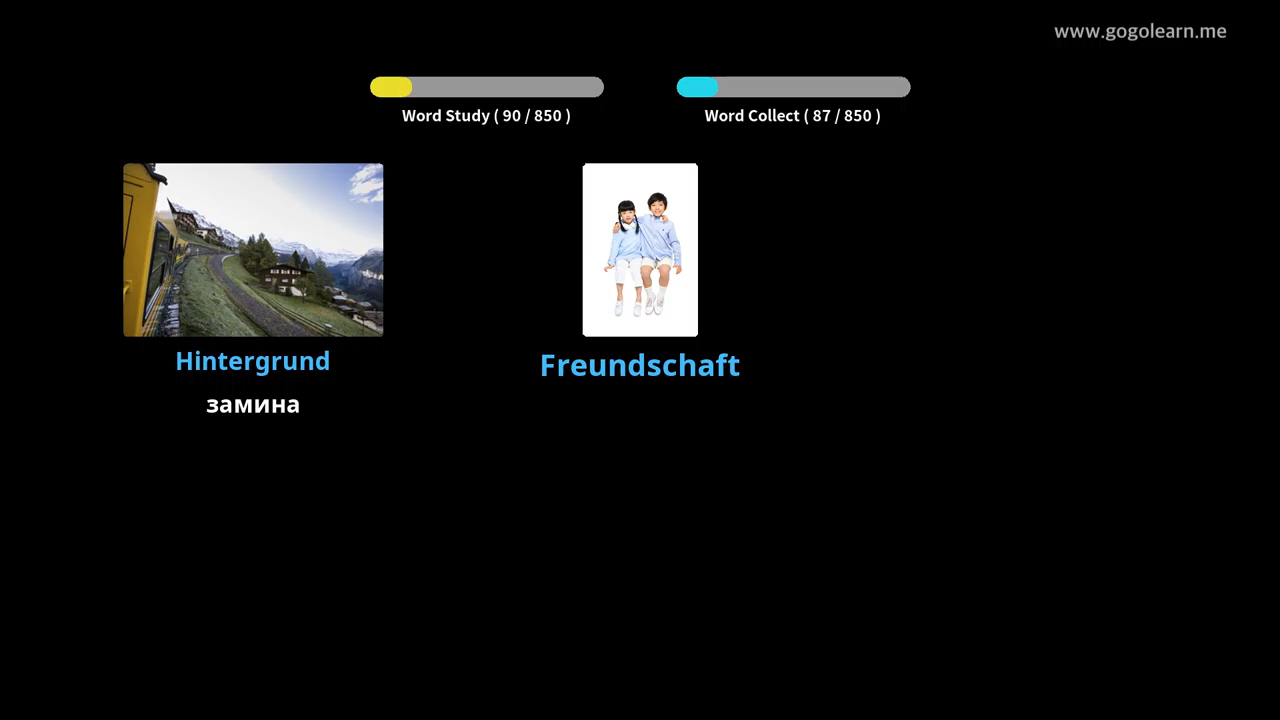 www.gogolearn.me
Word Study ( 90 / 850 )
Word Collect ( 87 / 850 )
Hintergrund
замина
Freundschaft